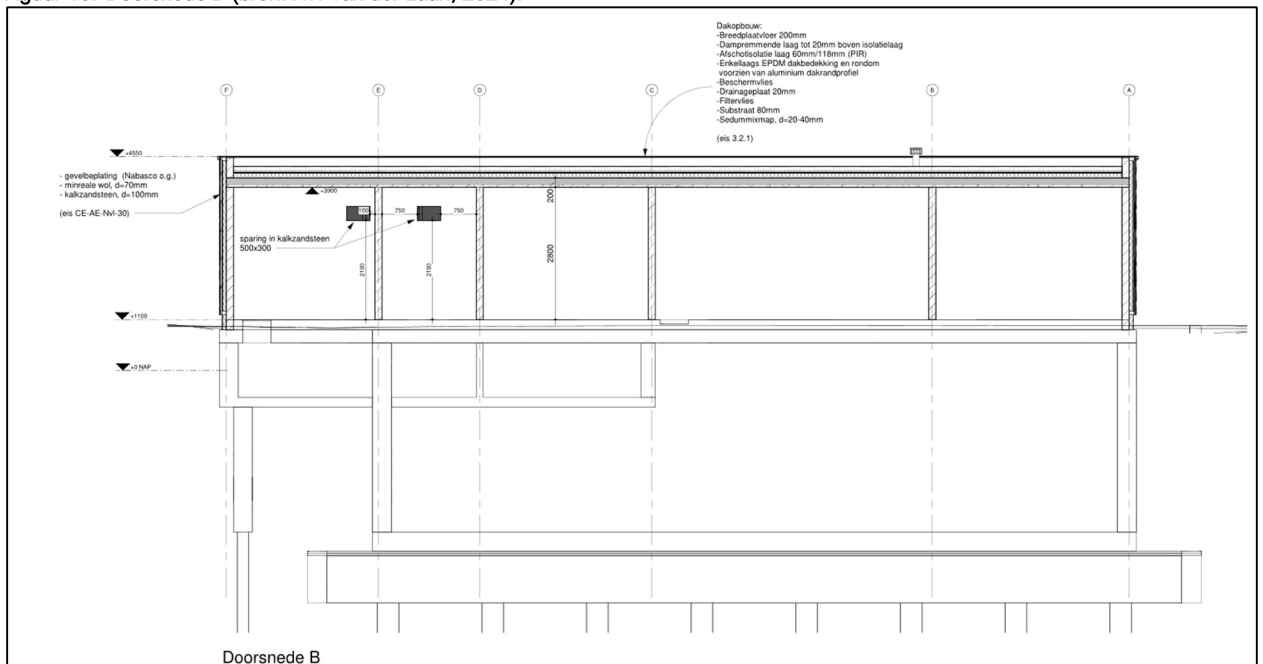 Dakopbouw:
-Breedplaatvloer 200mm
-Dampremmende laag tot 20mm boven isolatielaag
-Afschotisolatie laag 60mm/118mm (PIR)
-Enkellaags EPDM dakbedekking en rondom
voorzien van aluminium dakrandprofiel
-Beschermvlies
-Drainageplaat 20mm
-Filtervlies
-Substraat 80mm
-Sedummixmap, d=20-40mm
(eis 3.2.1)
F
E
D
C
B
A
+4550
- gevelbeplating (Nabasco o.g.)
- minreale wol, d=70mm
- kalkzandsteen, d=100mm
(eis CE-AE-Nvl-30)
+3900
200
100
750
750
sparing in kalkzandsteen
500x300
2100
2100
2800
+1100
+0 NAP
Doorsnede B